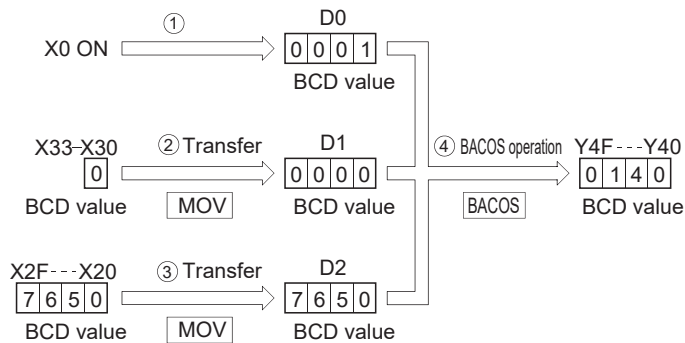 ① D0
X0 ON 0 0 0 1
BCD value
X33-X30 ② Transfer D1 ④ BACOS operation Y4F---Y40
0 0 0 0 0 0 1 4 0
BCD value MOV BCD value BACOS BCD value
X2F---X20 ③ Transfer D2
7 6 5 0 7 6 5 0
BCD value MOV BCD value